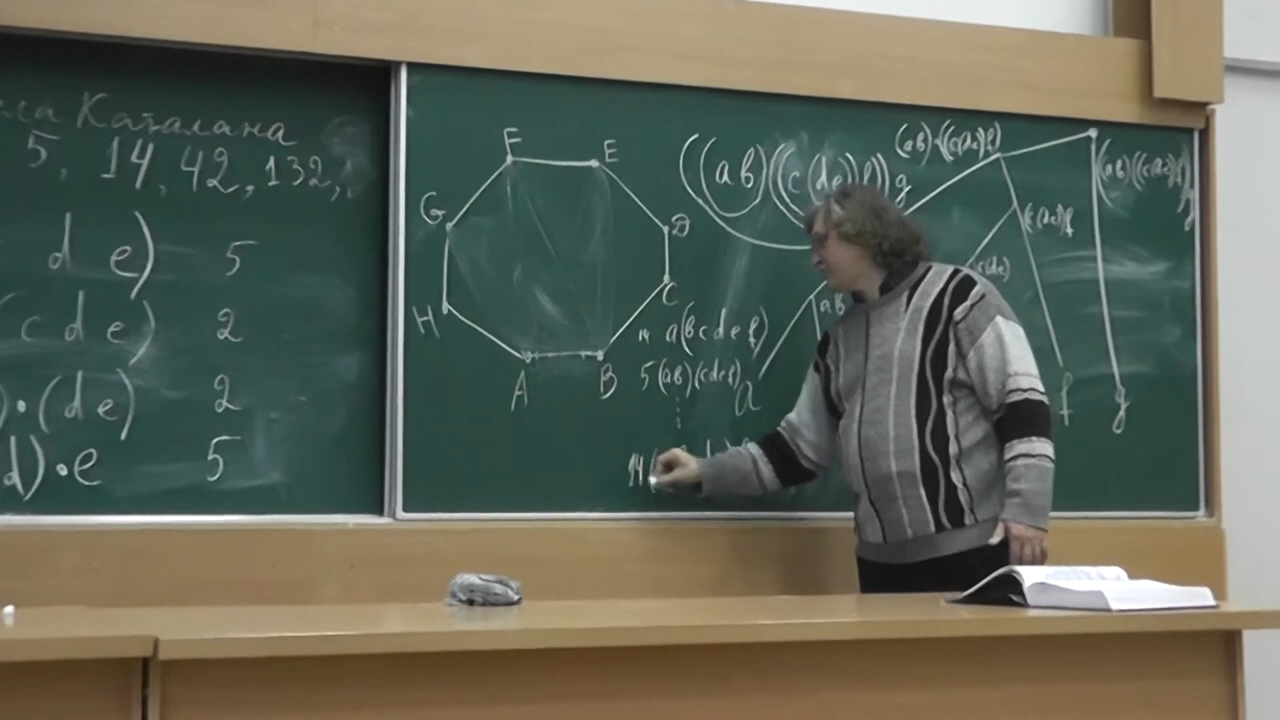 Каталана
5, 14, 42, 132,
d e) 5
(c d e) 2
)·(d e) 2
d)·e 5
F E
G D
H C
A B
((ab)((c(de))f))g
(ab)·((c(de))f)
(c(de))f
c(de)
ab
14 a(bcdef)
5 (ab)(cdef)
a f g
14